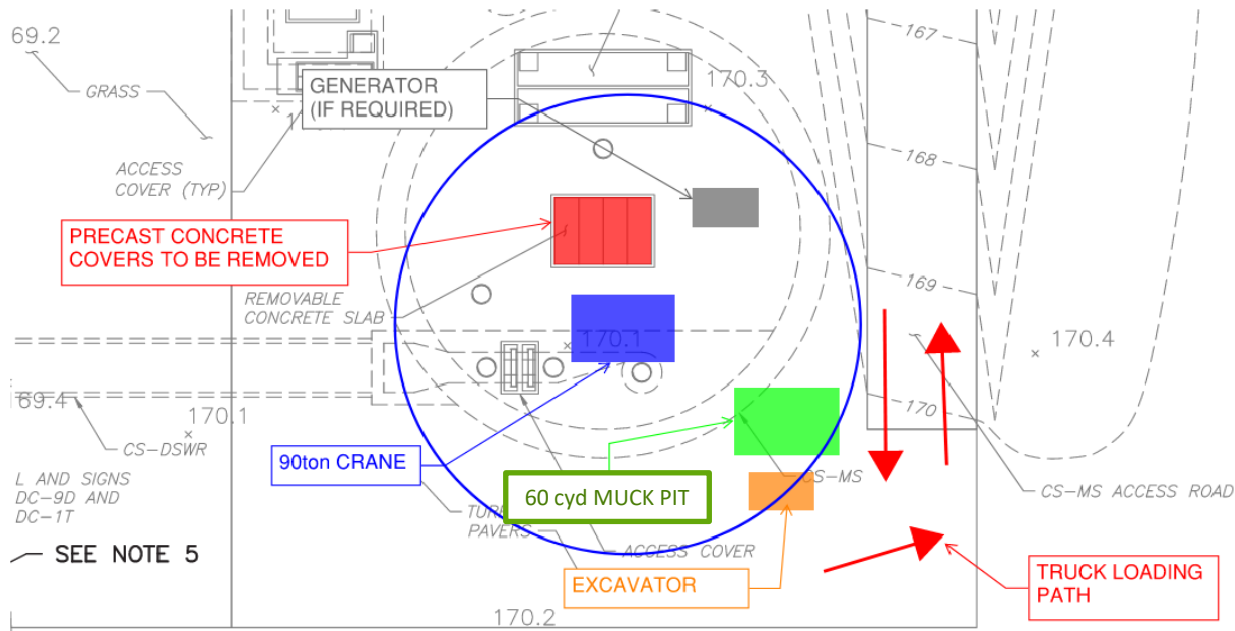 69.2
GRASS
GENERATOR
(IF REQUIRED)
170.3
167
168
ACCESS
COVER (TYP)
PRECAST CONCRETE
COVERS TO BE REMOVED
REMOVABLE
CONCRETE SLAB
169
170.1
170.4
69.4
170.1
170
CS-DSWR
90ton CRANE
60 cyd MUCK PIT
CS-MS
CS-MS ACCESS ROAD
L AND SIGNS
DC-9D AND
DC-1T
PAVERS
ACCESS COVER
SEE NOTE 5
EXCAVATOR
TRUCK LOADING
PATH
170.2